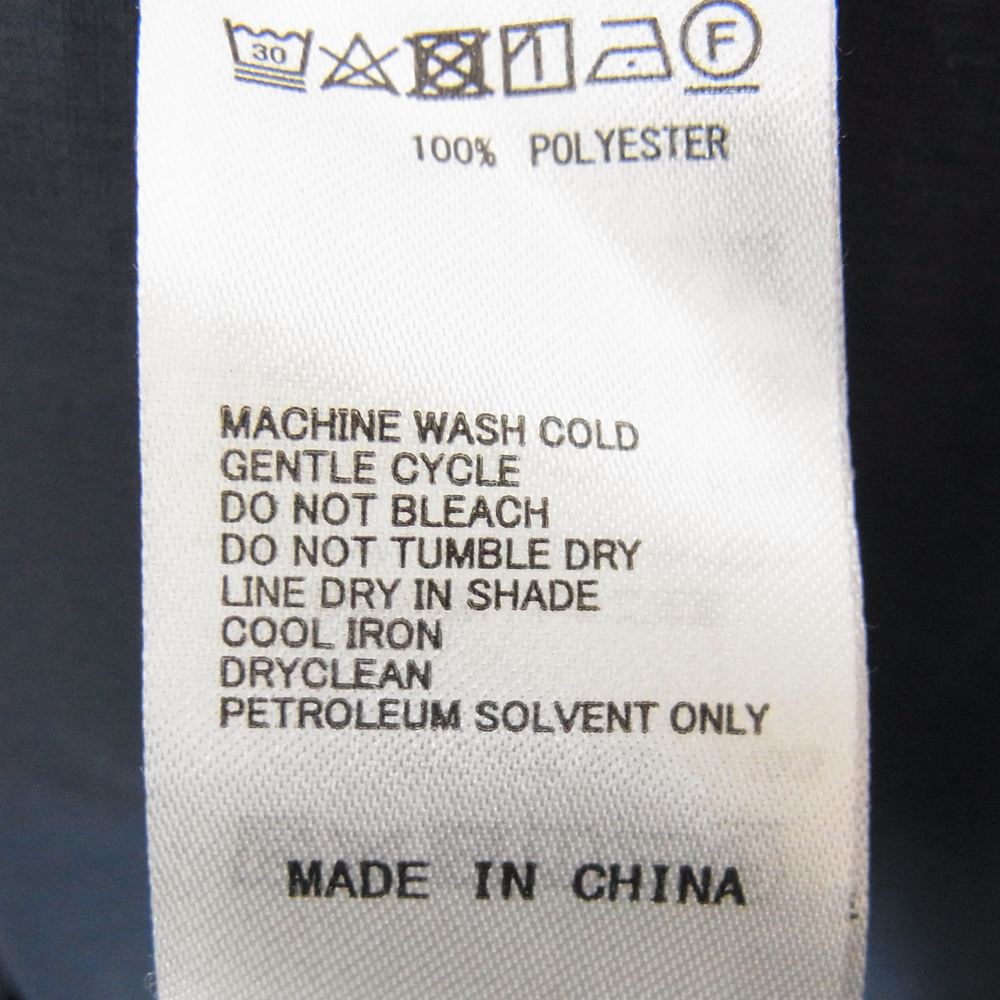 30 F
100% POLYESTER
MACHINE WASH COLD
GENTLE CYCLE
DO NOT BLEACH
DO NOT TUMBLE DRY
LINE DRY IN SHADE
COOL IRON
DRYCLEAN
PETROLEUM SOLVENT ONLY
MADE IN CHINA